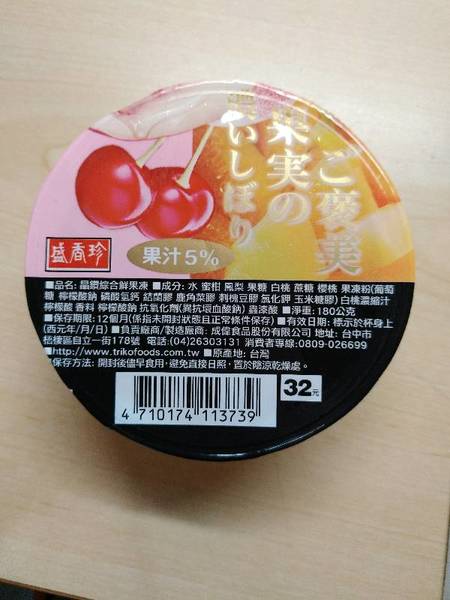 ご褒美
果実の
濃いしぼり
盛香珍
果汁5%
■品名: 晶鑽綜合鮮果凍 ■成分: 水 蜜柑 鳳梨 果糖 白桃 蔗糖 櫻桃 果凍粉(葡萄
糖 檸檬酸鈉 磷酸氫鈣 結蘭膠 鹿角菜膠 刺槐豆膠 氯化鉀 玉米糖膠) 白桃濃縮汁
檸檬酸 香料 檸檬酸鈉 抗氧化劑(異抗壞血酸鈉) 蟲漆酸 ■淨重: 180公克
■保存期限: 12個月(係指未開封狀態且正常條件保存) ■有效日期: 標示於杯身上
(西元年/月/日) ■負責廠商/製造廠商: 成偉食品股份有限公司 地址: 台中市
梧棲區自立一街178號 電話:(04)26303131 消費者專線:0809-026699
■http://www.trikofoods.com.tw ■原產地: 台灣
■保存方法: 開封後儘早食用，避免直接日照，置於陰涼乾燥處。
32元
4 710174 113739